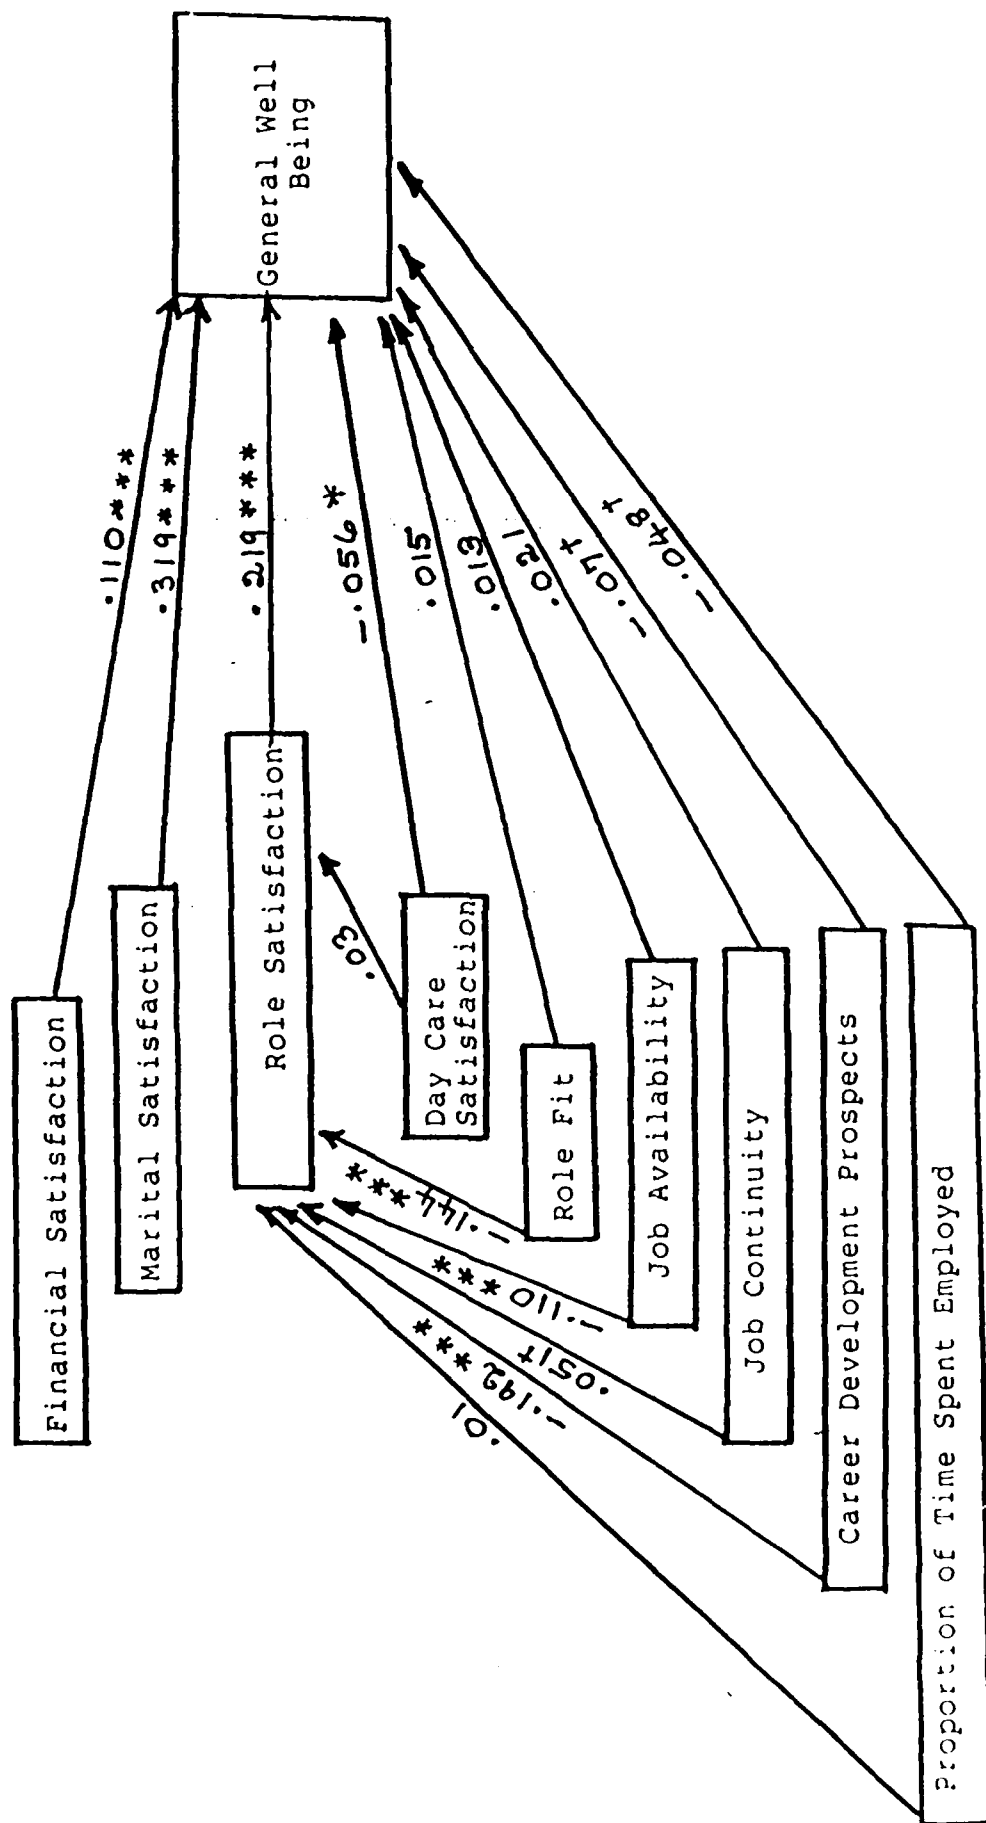 Financial Satisfaction
.110***
Marital Satisfaction
.319***
Role Satisfaction
.219***
General Well
Being
.03
Day Care
Satisfaction
-.056*
Role Fit
-.144***
.015
Job Availability
-.110***
.013
Job Continuity
.051+
.021
Career Development Prospects
-.192***
-.07+
Proportion of Time Spent Employed
.01
-.048+